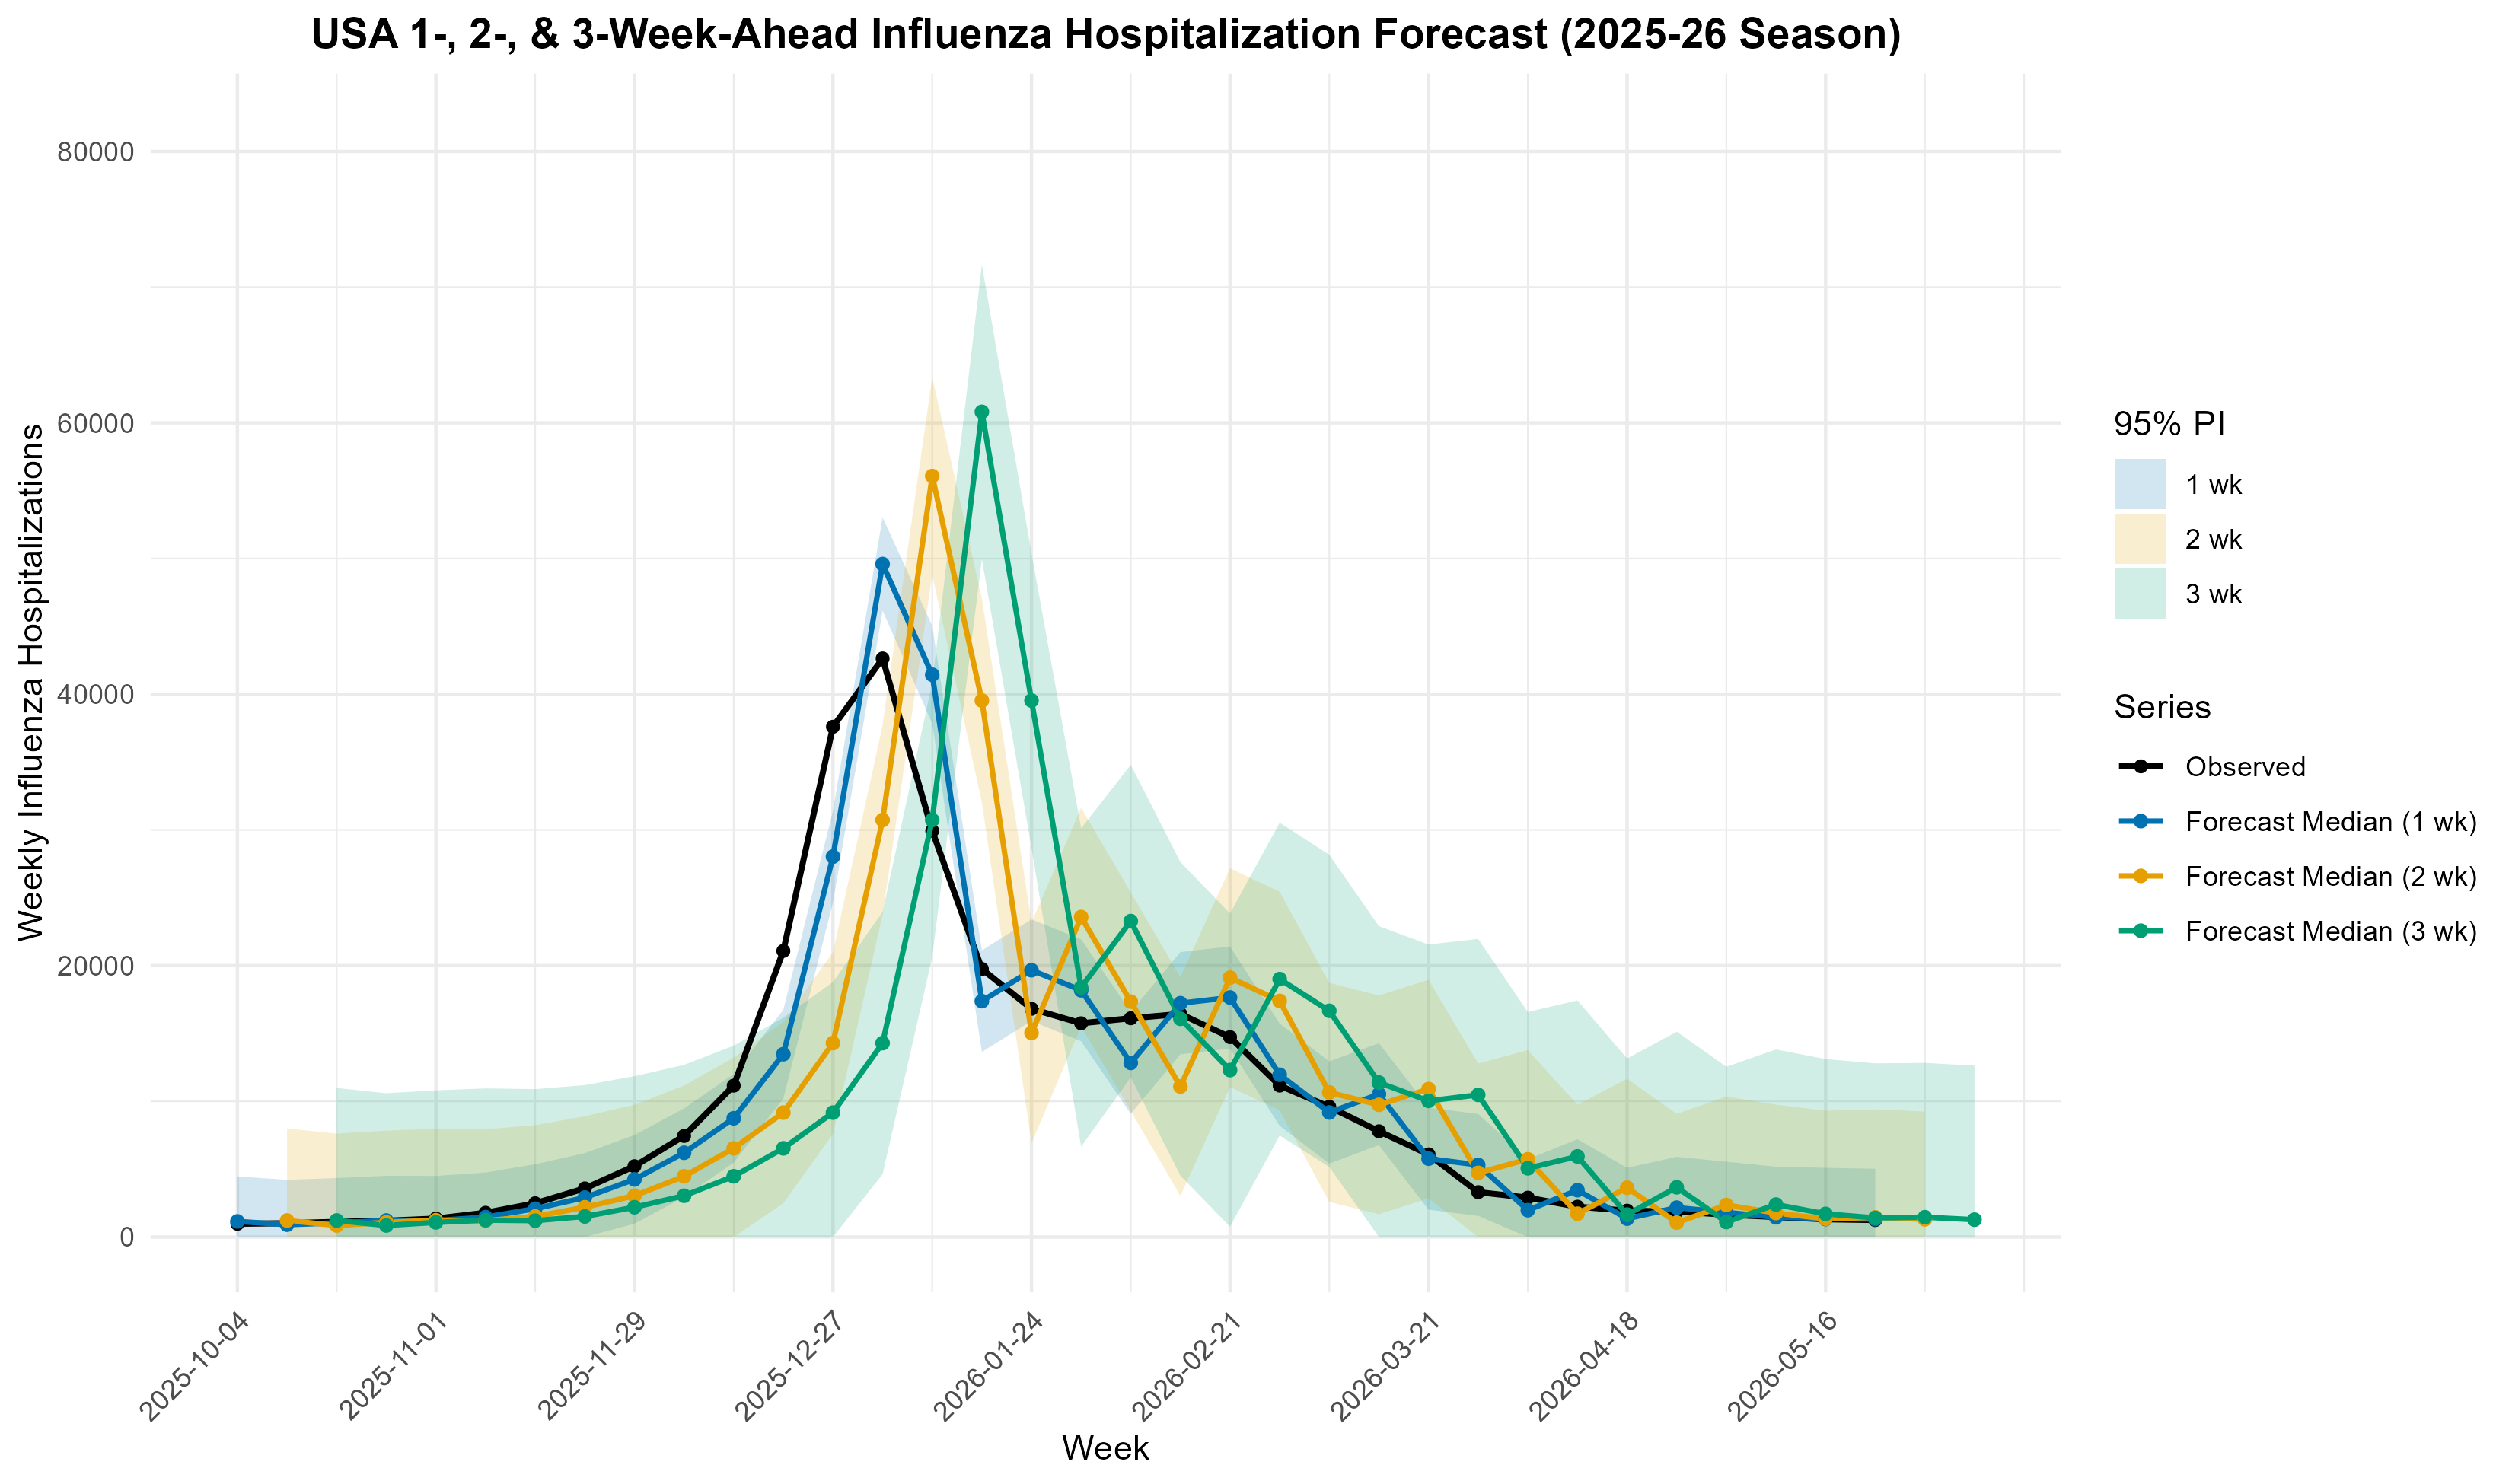 USA 1-, 2-, & 3-Week-Ahead Influenza Hospitalization Forecast (2025-26 Season)
Weekly Influenza Hospitalizations
80000
60000
40000
20000
0
2025-10-04
2025-11-01
2025-11-29
2025-12-27
2026-01-24
2026-02-21
2026-03-21
2026-04-18
2026-05-16
Week
95% PI
1 wk
2 wk
3 wk
Series
Observed
Forecast Median (1 wk)
Forecast Median (2 wk)
Forecast Median (3 wk)